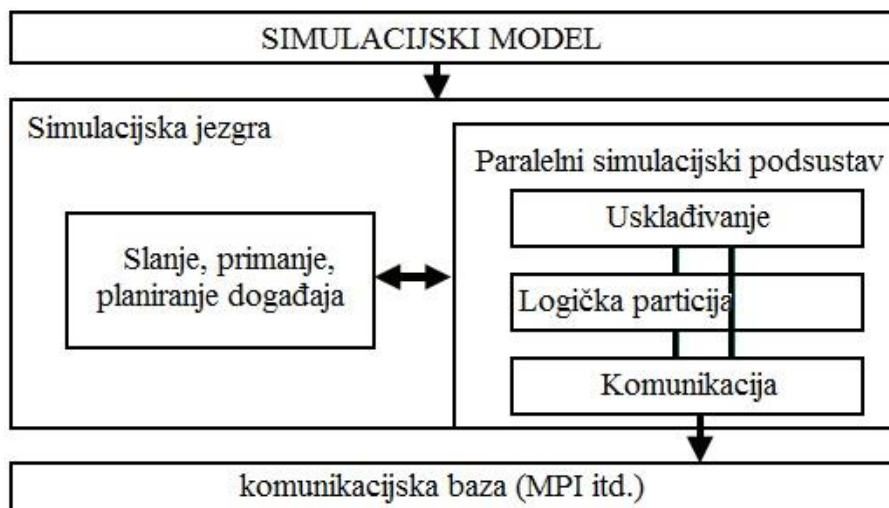 SIMULACIJSKI MODEL
Simulacijska jezgra
Paralelni simulacijski podsustav
Slanje, primanje,
planiranje događaja
Usklađivanje
Logička particija
Komunikacija
komunikacijska baza (MPI itd.)